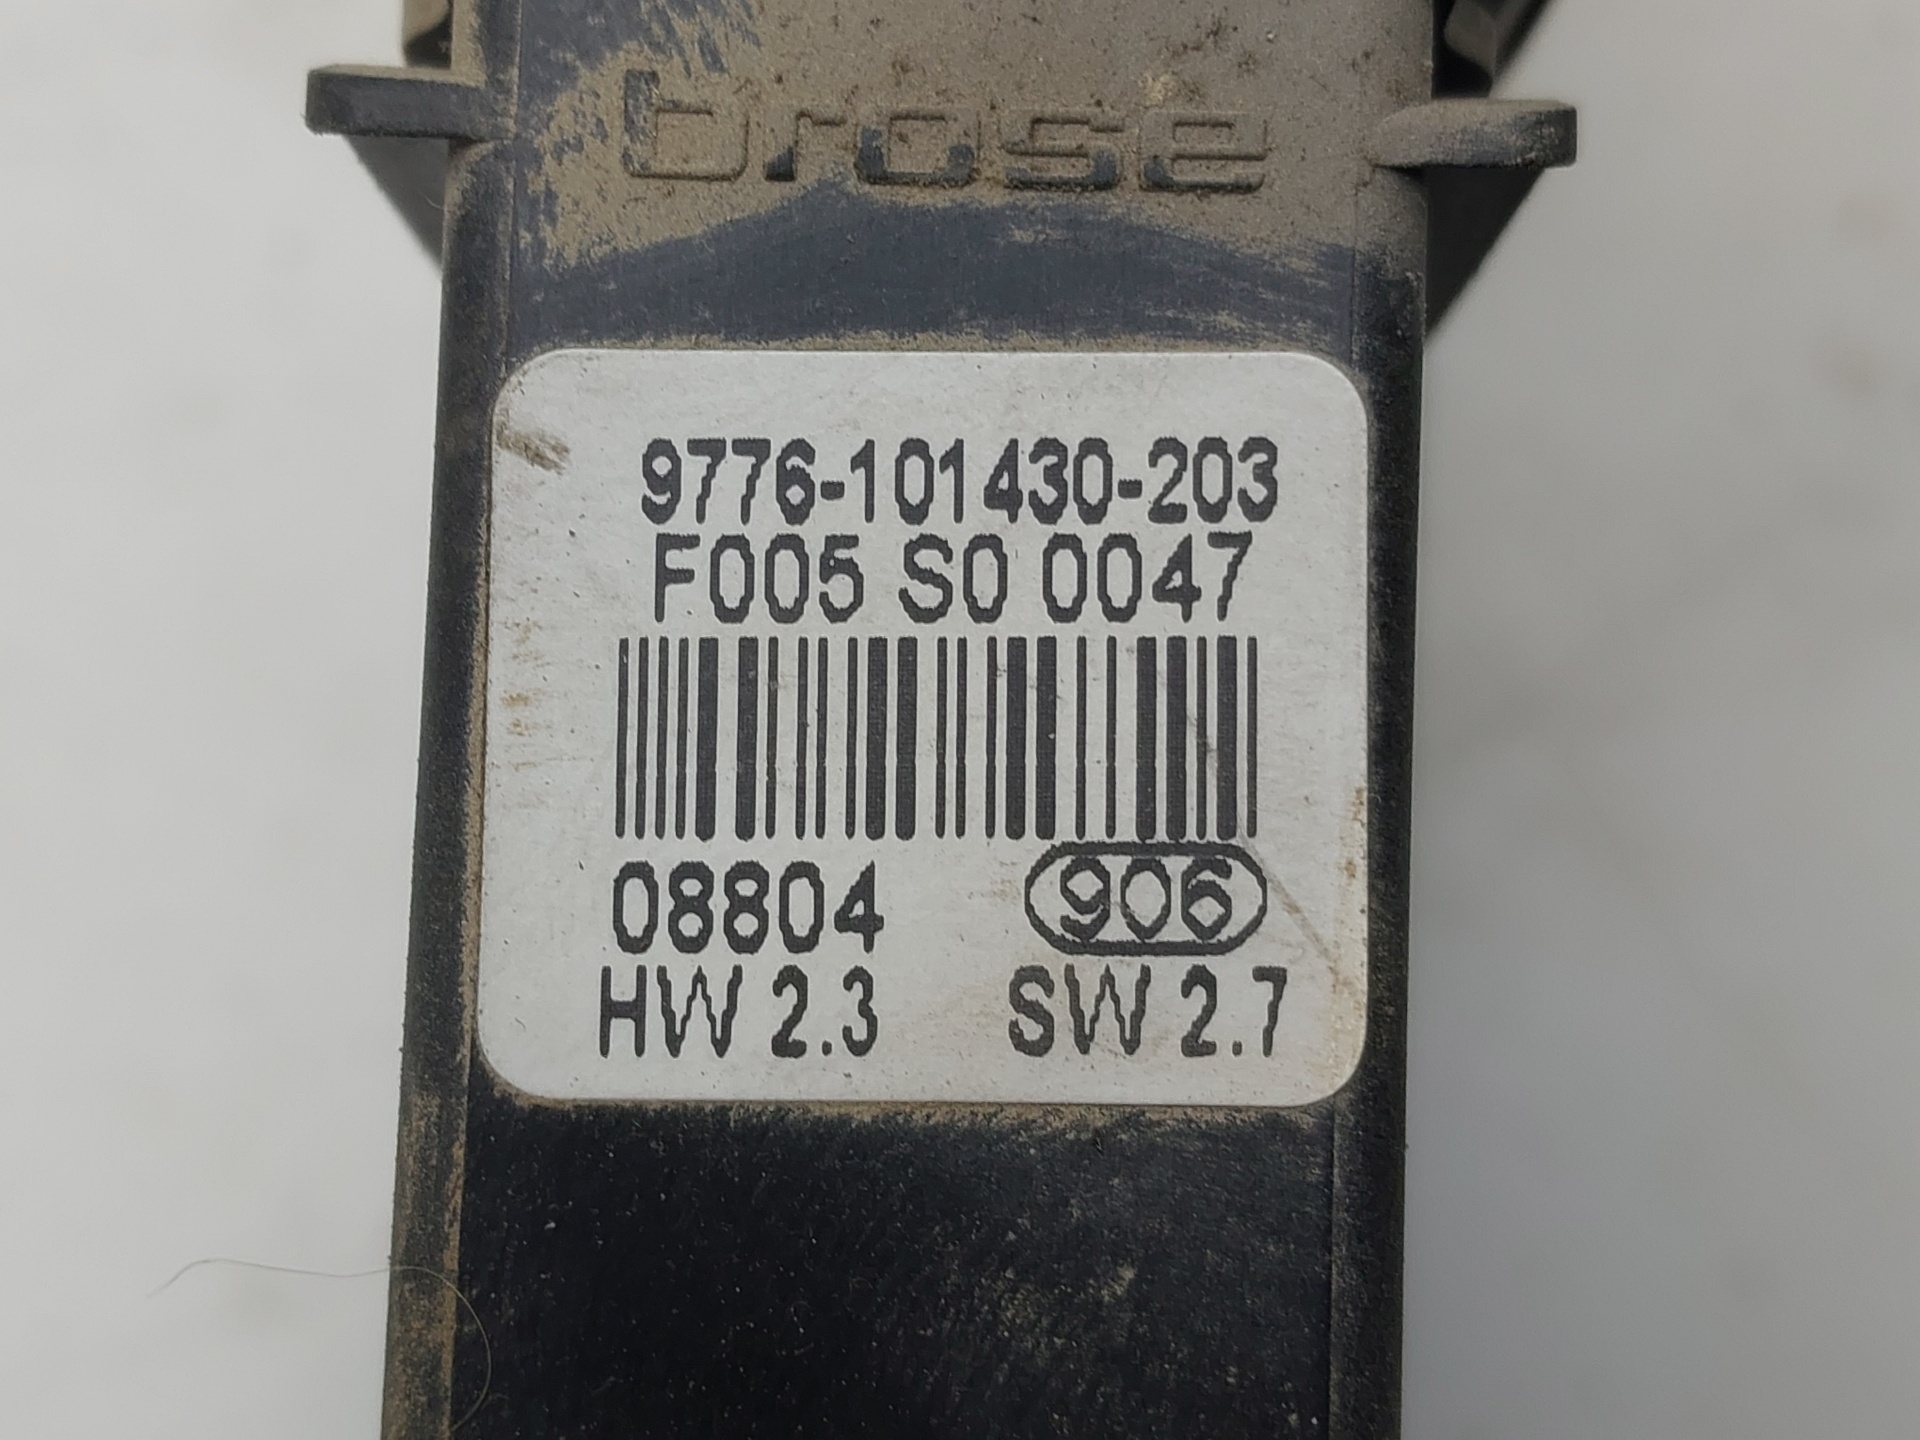 brose
9776-101430-203
F005 S0 0047
08804 906
HW 2.3 SW 2.7